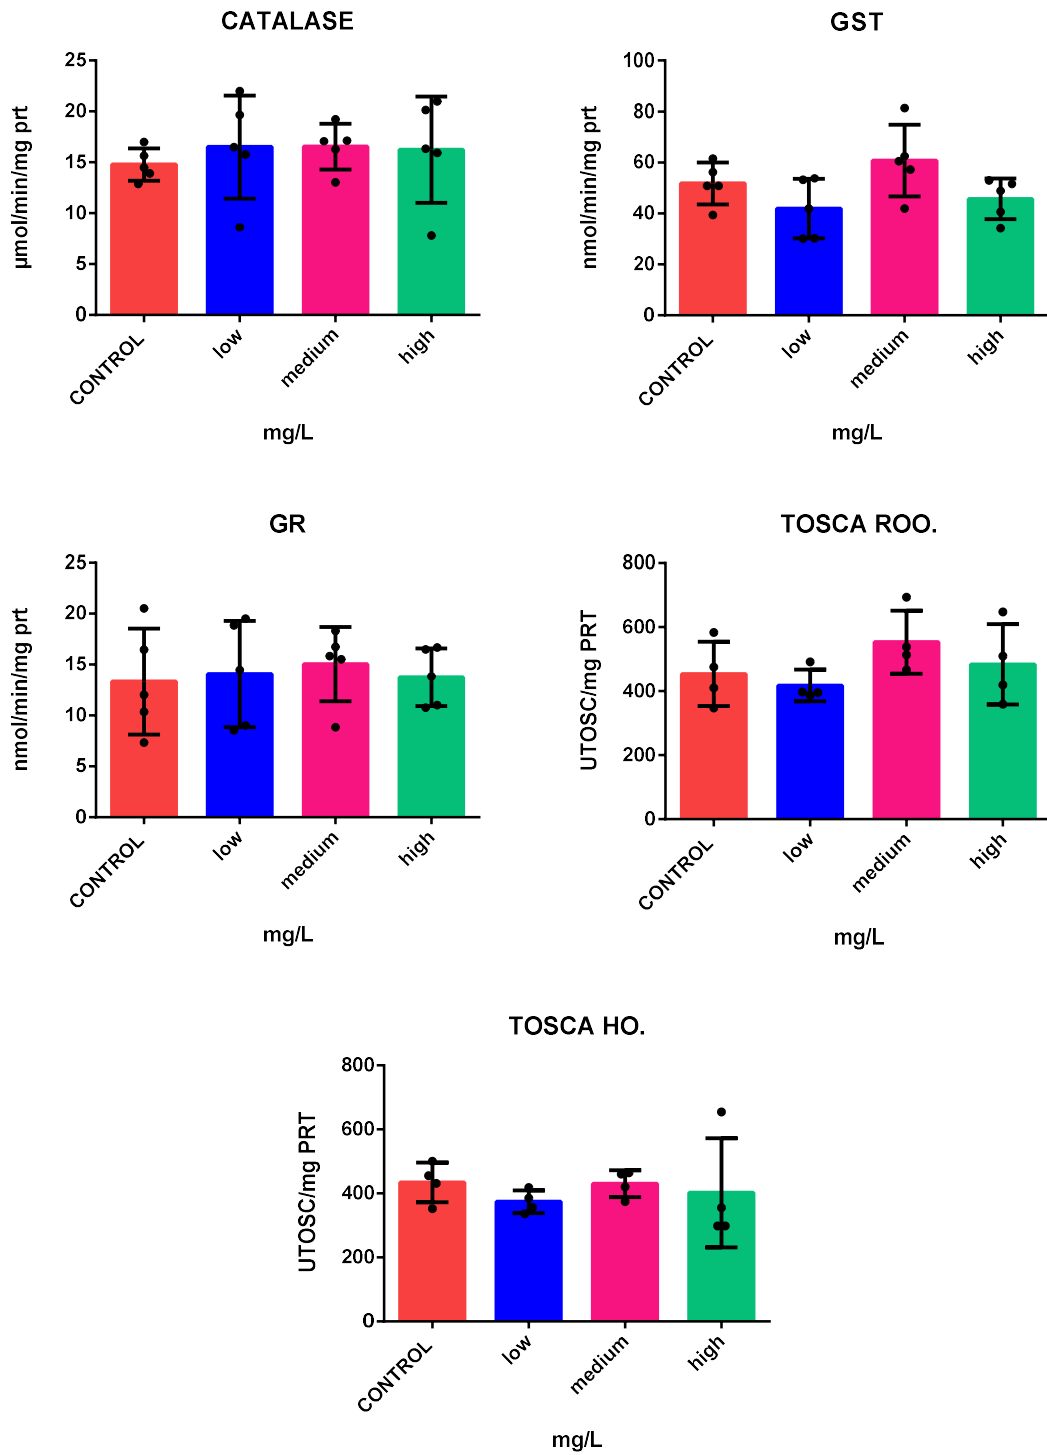 CATALASE
µmol/min/mg prt
25
20
15
10
5
0
CONTROL
low
medium
high
mg/L
GST
nmol/min/mg prt
100
80
60
40
20
0
CONTROL
low
medium
high
mg/L
GR
nmol/min/mg prt
25
20
15
10
5
0
CONTROL
low
medium
high
mg/L
TOSCA ROO.
UTOSC/mg PRT
800
600
400
200
0
CONTROL
low
medium
high
mg/L
TOSCA HO.
UTOSC/mg PRT
800
600
400
200
0
CONTROL
low
medium
high
mg/L